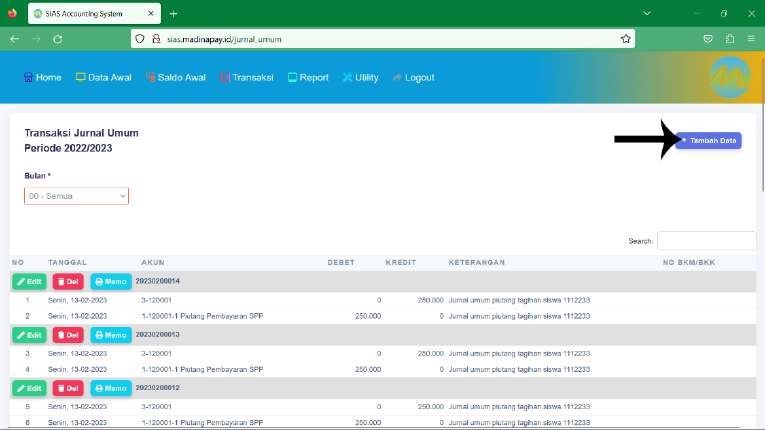 SIAS Accounting System
sias.madinapay.id/jurnal_umum
Home Data Awal Saldo Awal Transaksi Report Utility Logout
Transaksi Jurnal Umum
Periode 2022/2023
+ Tambah Data
Bulan *
00 - Semua
Search:
NO TANGGAL AKUN DEBET KREDIT KETERANGAN NO BKM/BKK
Edit Del Memo 20230200014
1 Senin, 13-02-2023 3-120001 0 250.000 Jurnal umum piutang tagihan siswa 1112233
2 Senin, 13-02-2023 1-120001-1 Piutang Pembayaran SPP 250.000 0 Jurnal umum piutang tagihan siswa 1112233
Edit Del Memo 20230200013
3 Senin, 13-02-2023 3-120001 0 250.000 Jurnal umum piutang tagihan siswa 1112233
4 Senin, 13-02-2023 1-120001-1 Piutang Pembayaran SPP 250.000 0 Jurnal umum piutang tagihan siswa 1112233
Edit Del Memo 20230200012
5 Senin, 13-02-2023 3-120001 0 250.000 Jurnal umum piutang tagihan siswa 1112233
6 Senin, 13-02-2023 1-120001-1 Piutang Pembayaran SPP 250.000 0 Jurnal umum piutang tagihan siswa 1112233